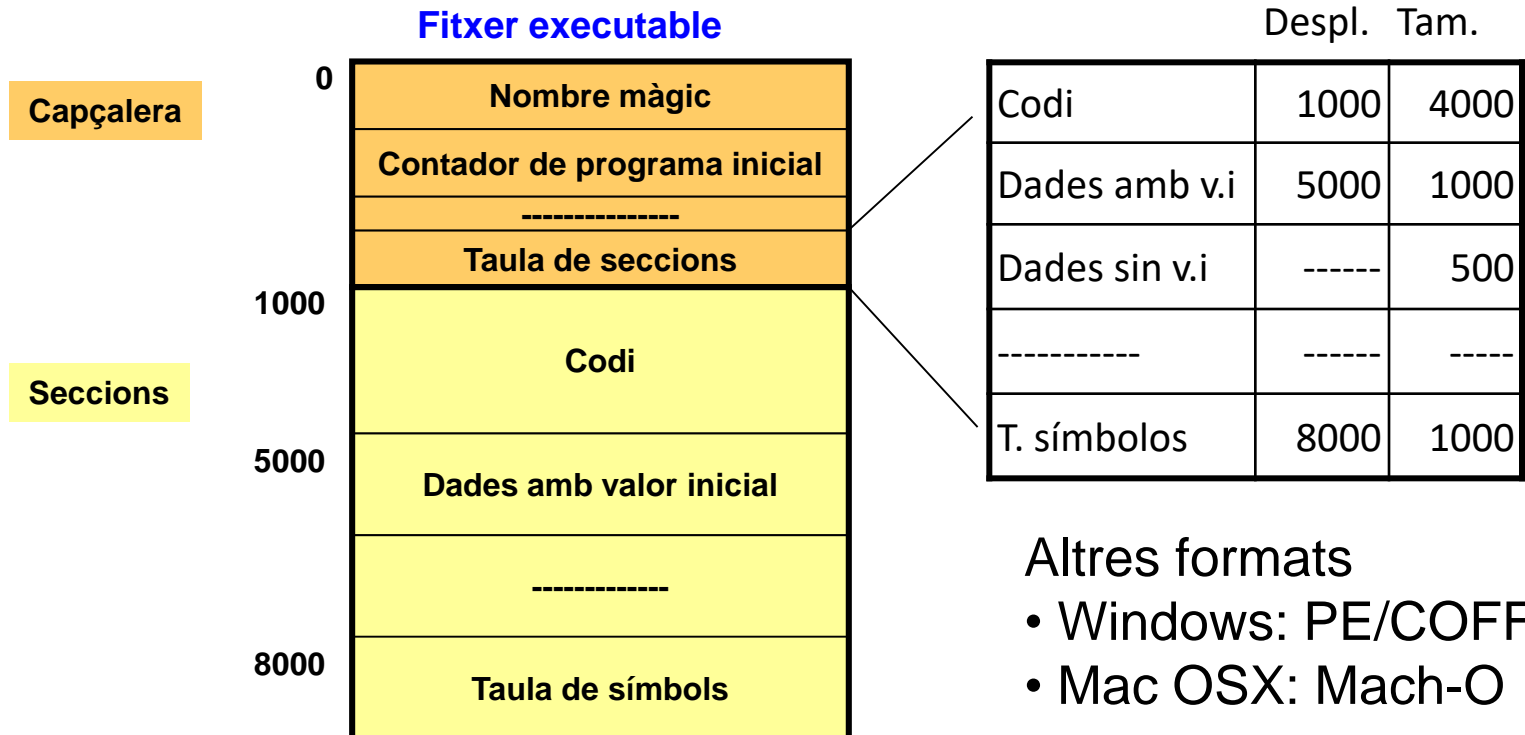 Fitxer executable
Capçalera
0
Nombre màgic
Contador de programa inicial
---------------
Taula de seccions
1000
Codi
Seccions
5000
Dades amb valor inicial
-------------
8000
Taula de símbols
Despl. Tam.
Codi 1000 4000
Dades amb v.i 5000 1000
Dades sin v.i ------ 500
----------- ------ -----
T. símbolos 8000 1000
Altres formats
• Windows: PE/COFF
• Mac OSX: Mach-O